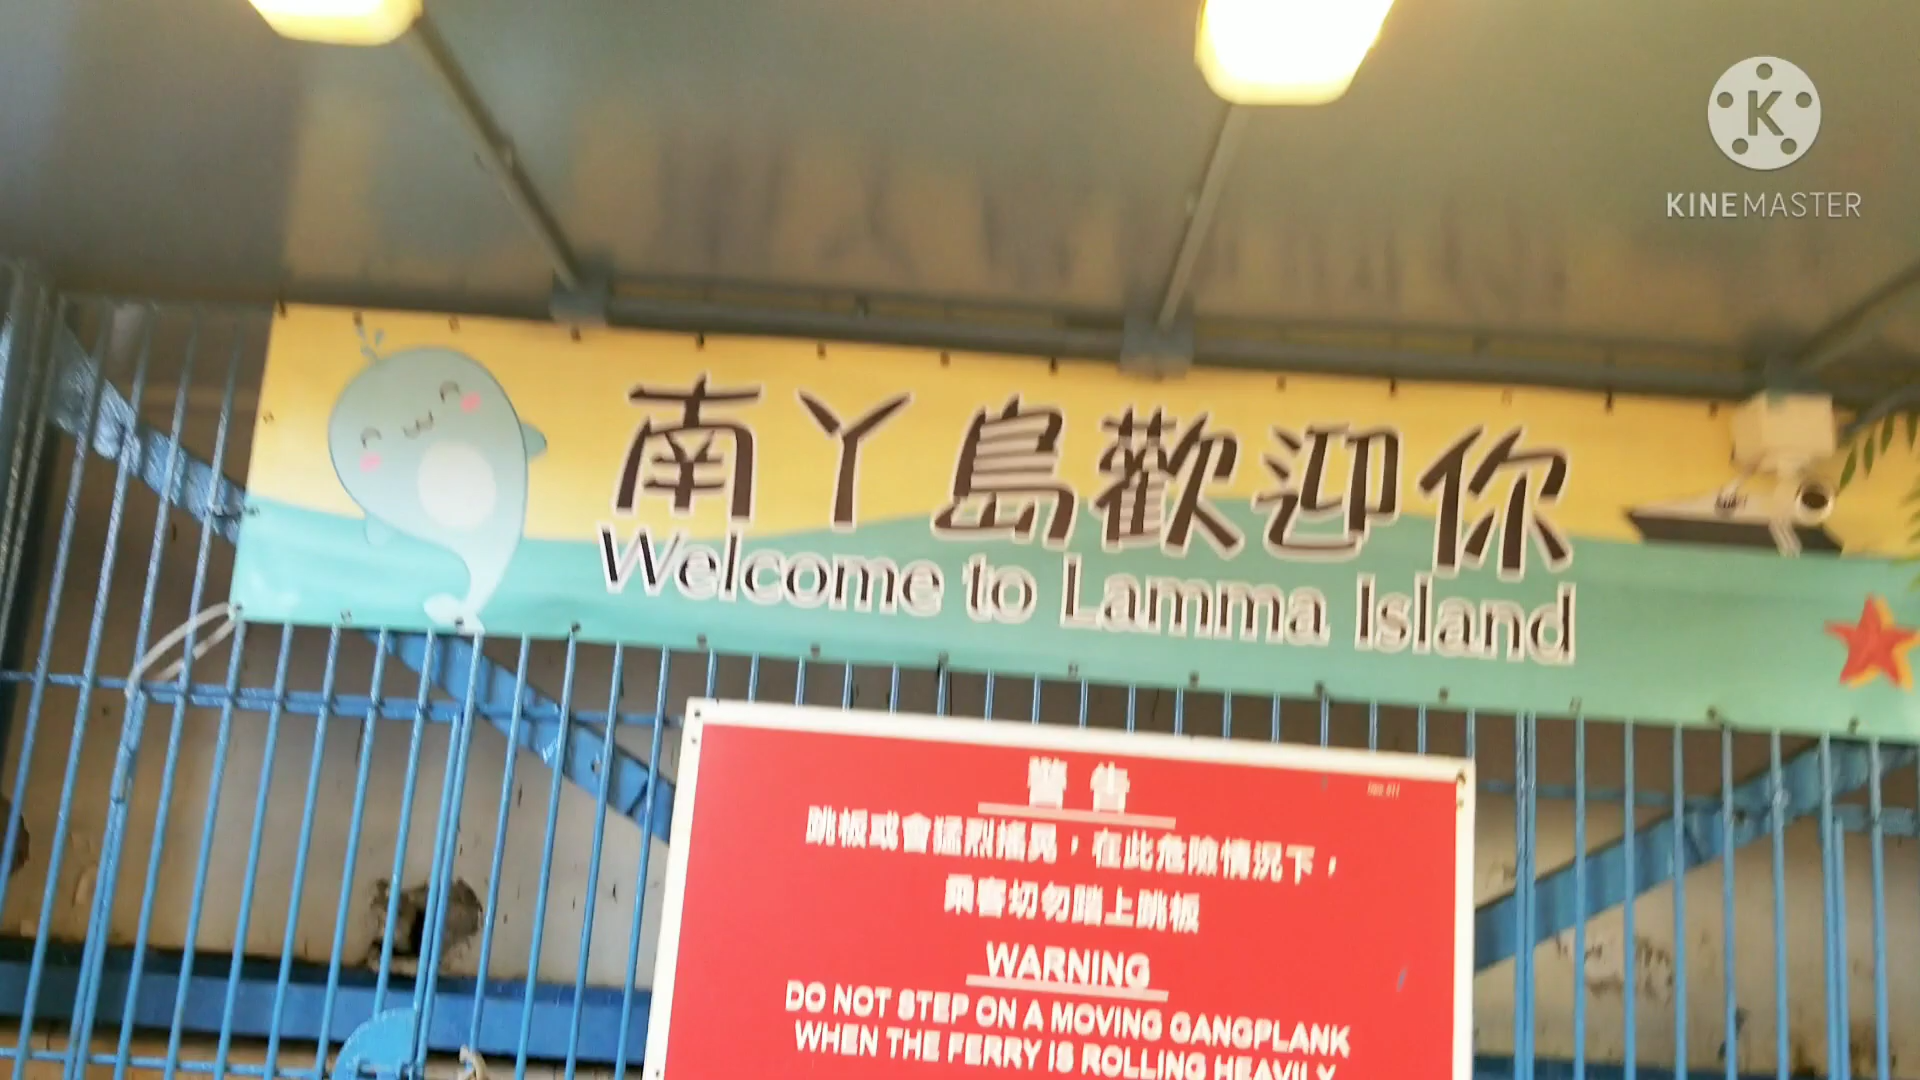 K
KINEMASTER
南丫島歡迎你
Welcome to Lamma Island
警告
跳板或會猛烈搖晃，在此危險情況下，
乘客切勿踏上跳板
WARNING
DO NOT STEP ON A MOVING GANGPLANK
WHEN THE FERRY IS ROLLING HEAVILY